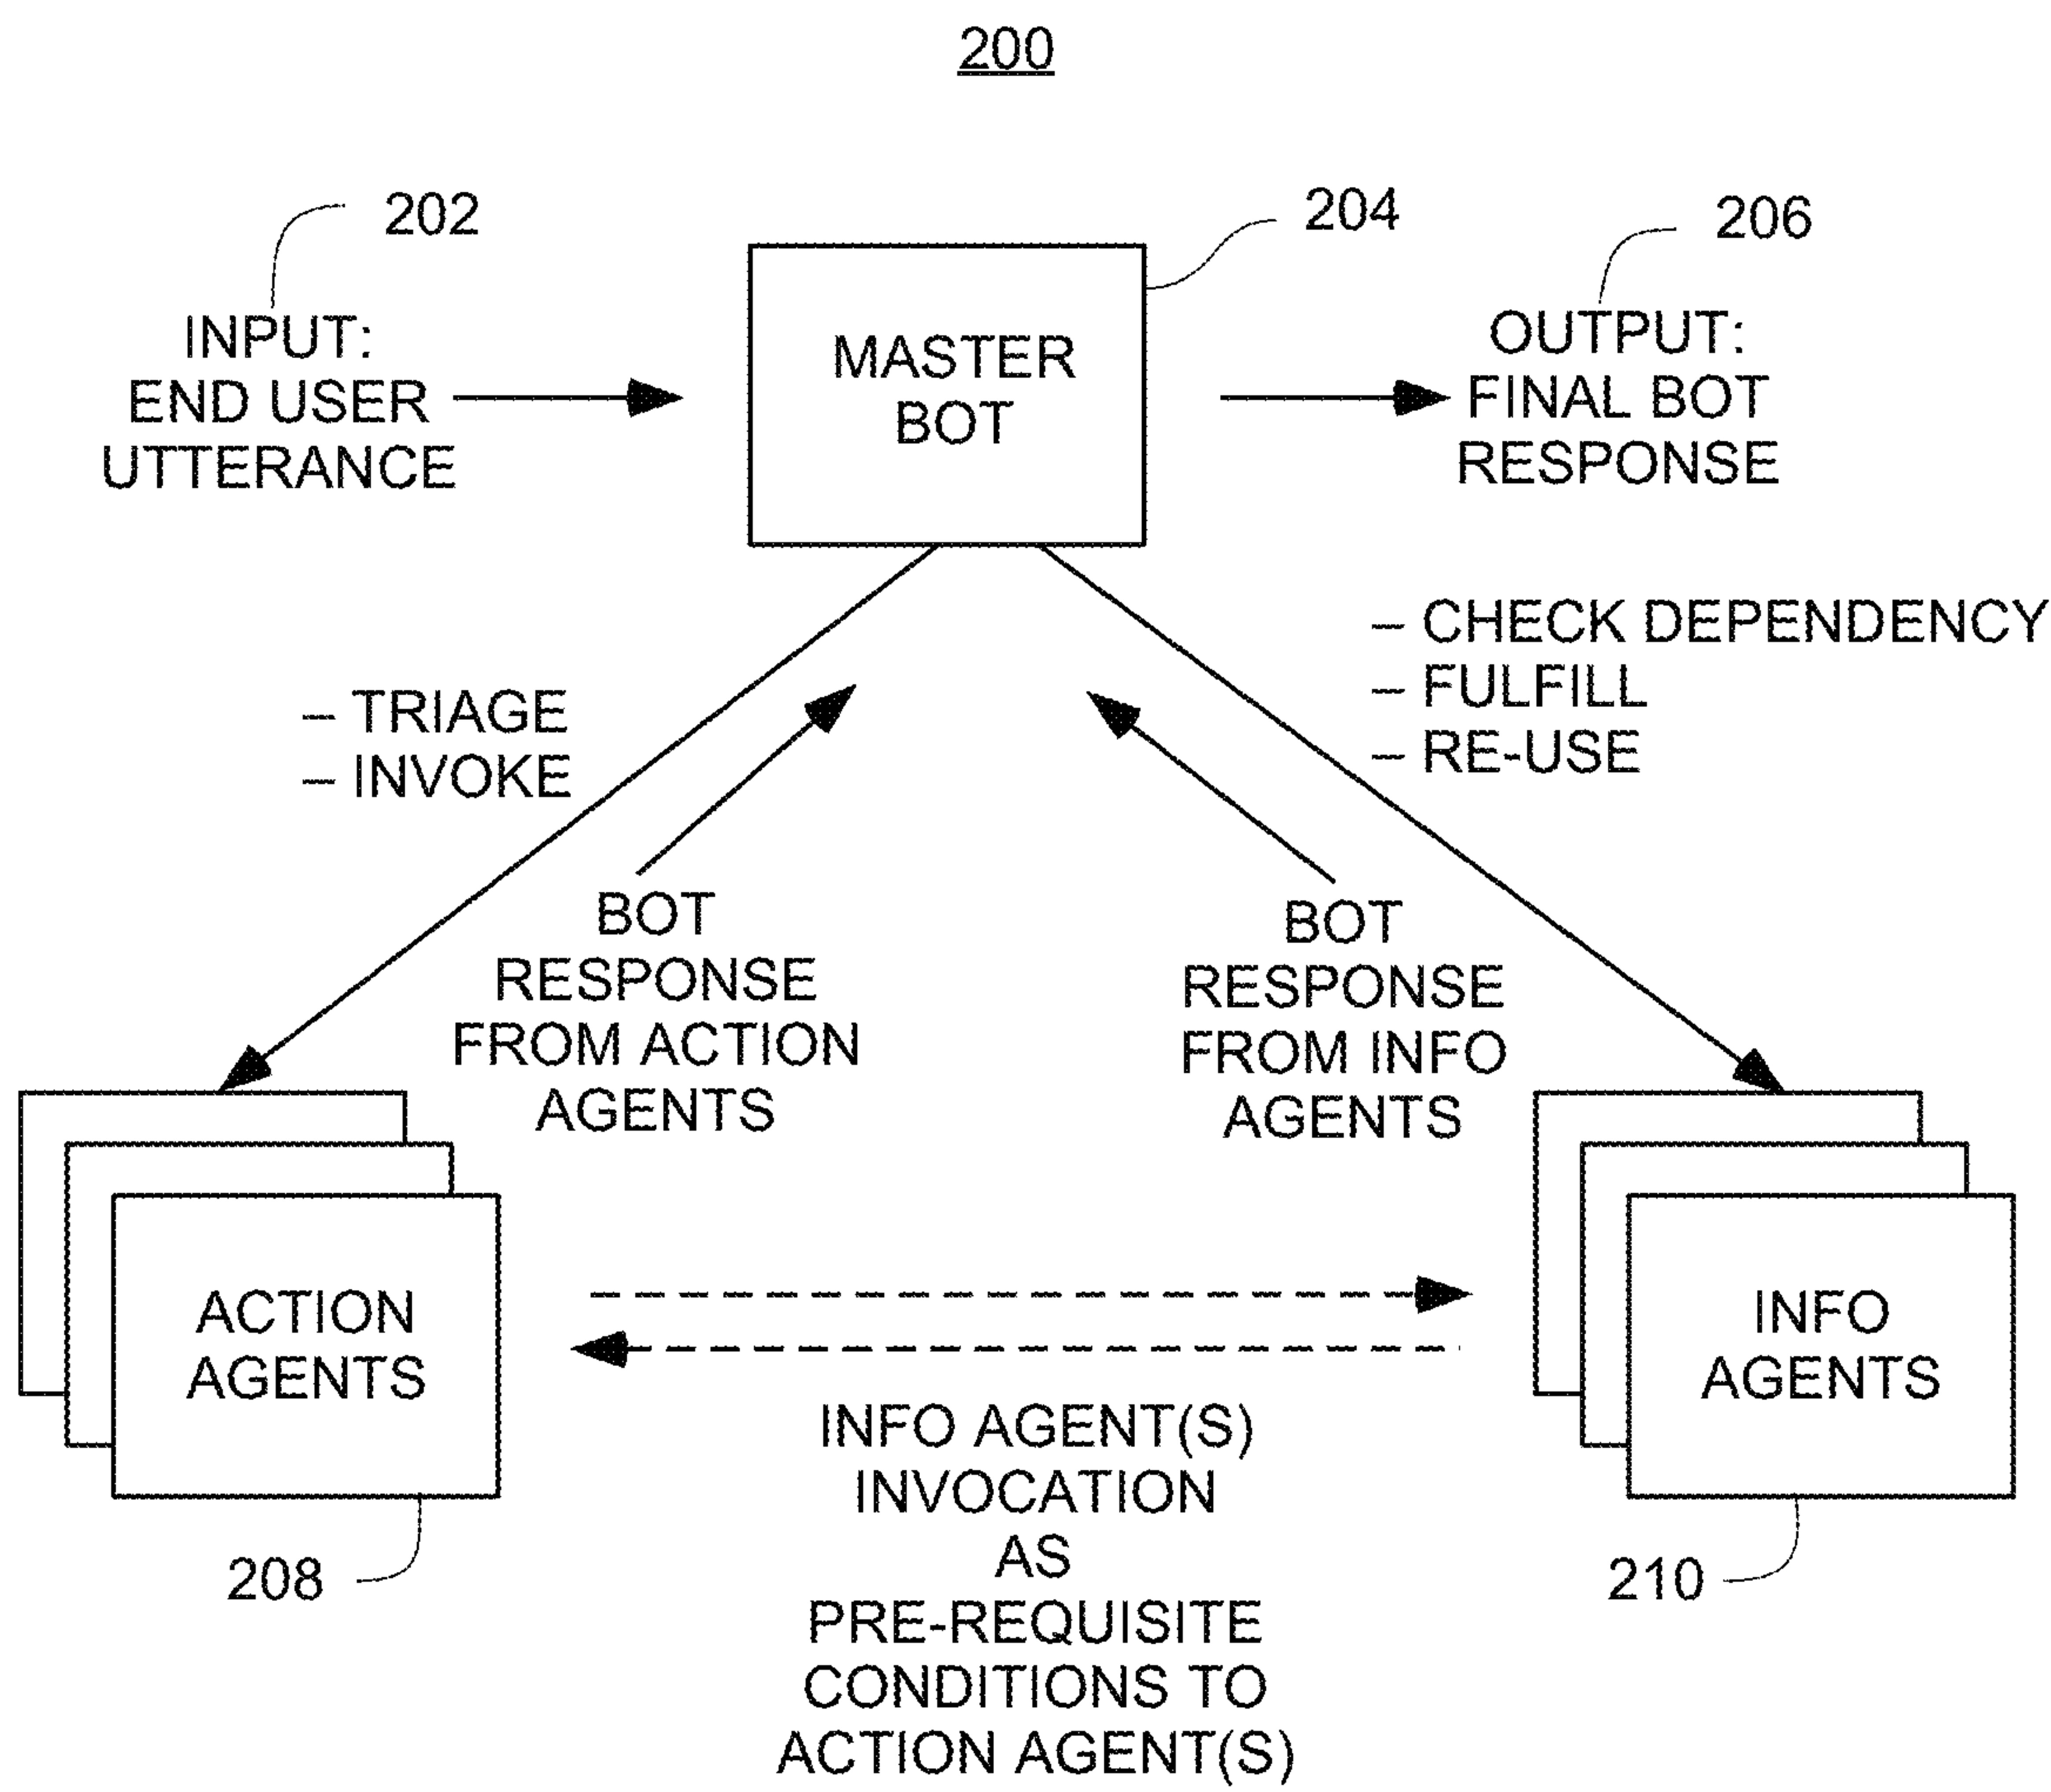 200
202
INPUT:
END USER
UTTERANCE
204
MASTER
BOT
206
OUTPUT:
FINAL BOT
RESPONSE
– TRIAGE
– INVOKE
– CHECK DEPENDENCY
– FULFILL
– RE-USE
BOT
RESPONSE
FROM ACTION
AGENTS
BOT
RESPONSE
FROM INFO
AGENTS
ACTION
AGENTS
208
INFO AGENT(S)
INVOCATION
AS
PRE-REQUISITE
CONDITIONS TO
ACTION AGENT(S)
INFO
AGENTS
210